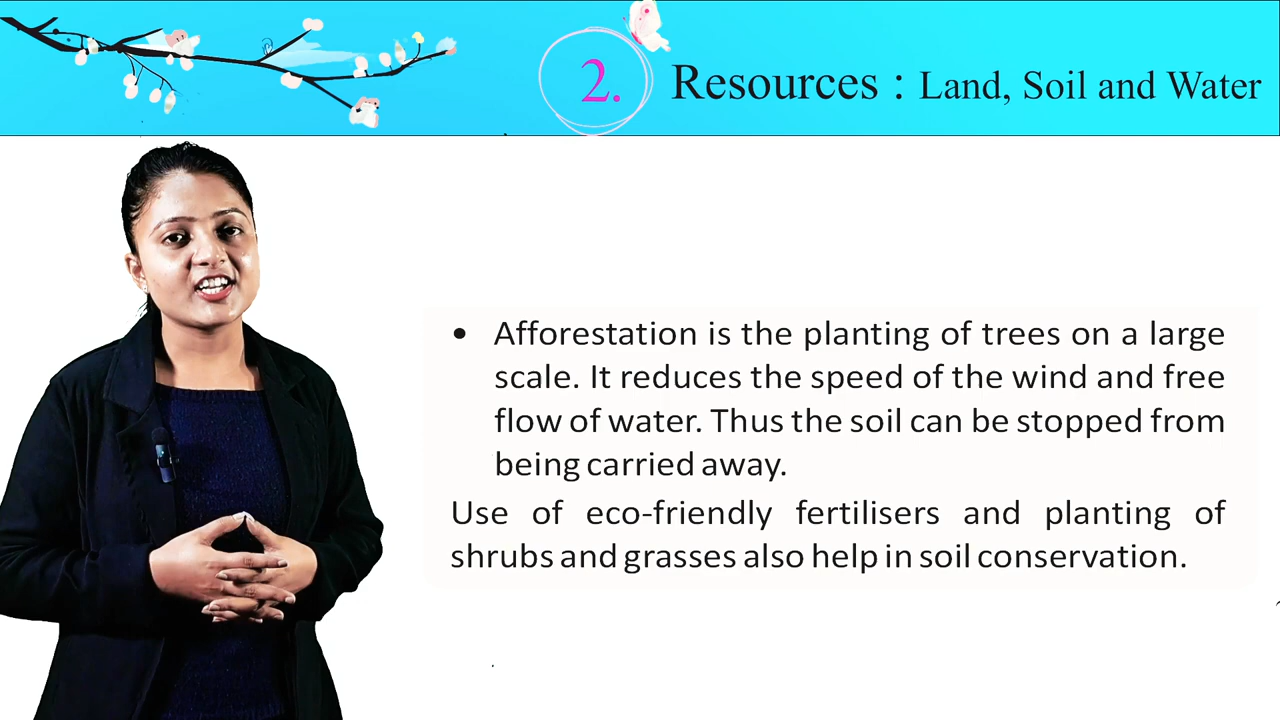 2. Resources : Land, Soil and Water
• Afforestation is the planting of trees on a large
scale. It reduces the speed of the wind and free
flow of water. Thus the soil can be stopped from
being carried away.
Use of eco-friendly fertilisers and planting of
shrubs and grasses also help in soil conservation.